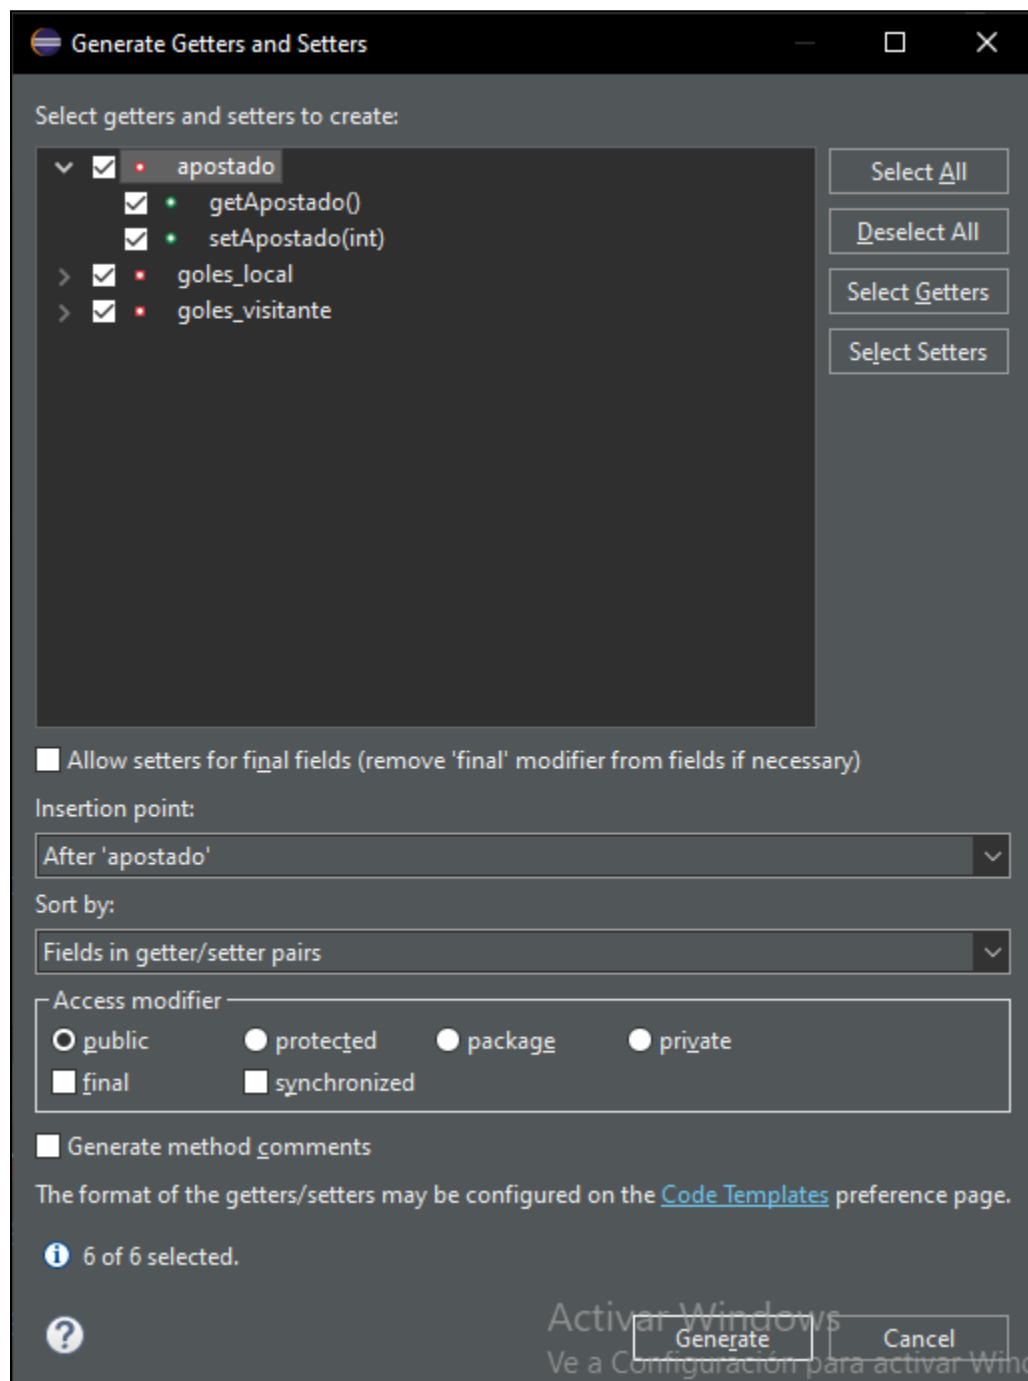 Generate Getters and Setters
Select getters and setters to create:
apostado
getApostado()
setApostado(int)
goles_local
goles_visitante
Select All
Deselect All
Select Getters
Select Setters
Allow setters for final fields (remove 'final' modifier from fields if necessary)
Insertion point:
After 'apostado'
Sort by:
Fields in getter/setter pairs
Access modifier
public protected package private
final synchronized
Generate method comments
The format of the getters/setters may be configured on the Code Templates preference page.
6 of 6 selected.
Activar Windows
Generate Cancel
Ve a Configuración para activar Win